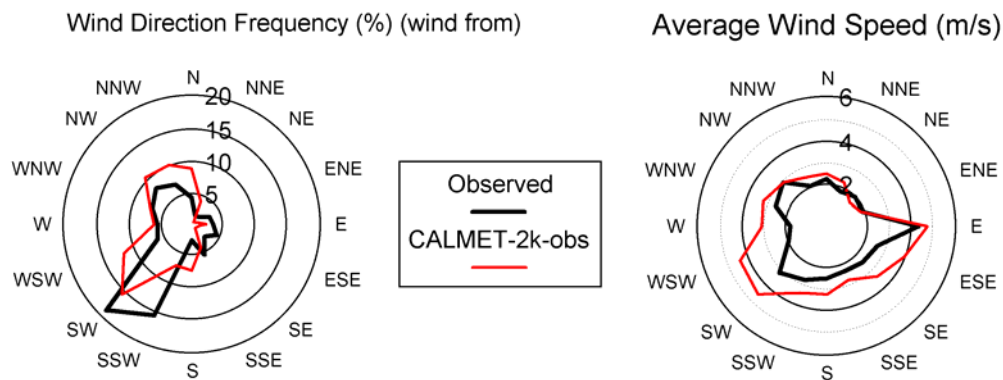 Wind Direction Frequency (%) (wind from)
N
NNW
NNE
NW
NE
WNW
ENE
W
E
WSW
ESE
SW
SE
SSW
SSE
S
20
15
10
5
Observed
CALMET-2k-obs
Average Wind Speed (m/s)
N
NNW
NNE
NW
NE
WNW
ENE
W
E
WSW
ESE
SW
SE
SSW
SSE
S
6
4
2